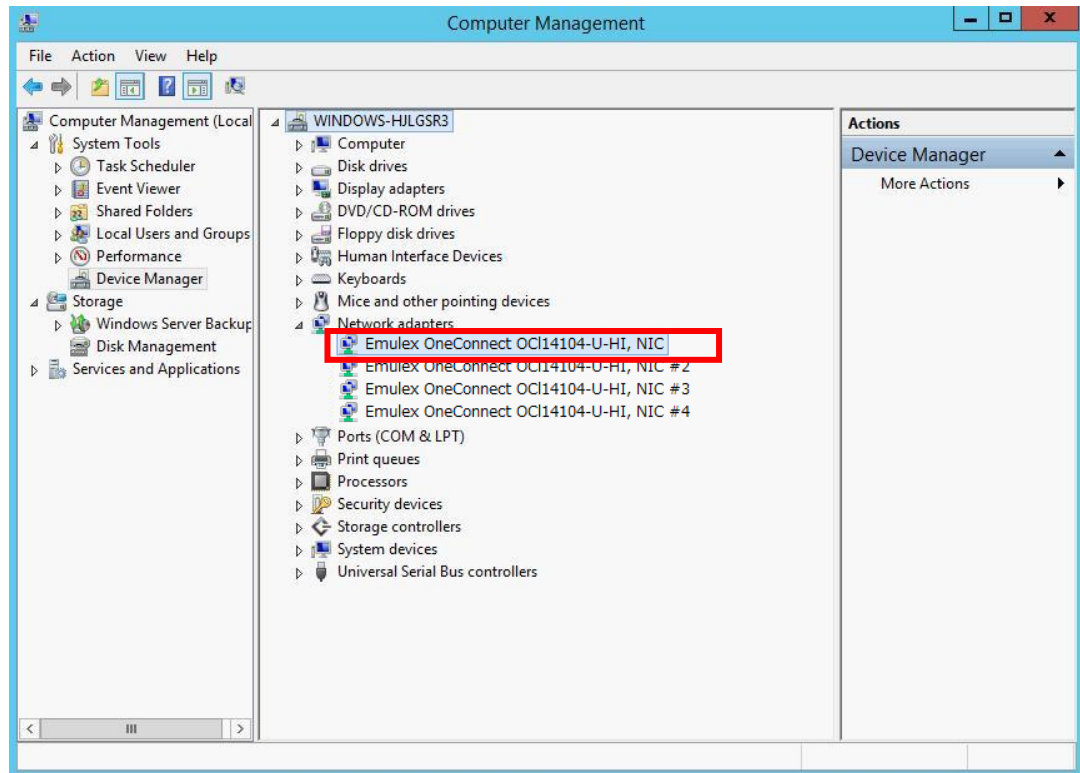 Computer Management
File Action View Help
Computer Management (Local
System Tools
Task Scheduler
Event Viewer
Shared Folders
Local Users and Groups
Performance
Device Manager
Storage
Windows Server Backup
Disk Management
Services and Applications
WINDOWS-HJLGSR3
Computer
Disk drives
Display adapters
DVD/CD-ROM drives
Floppy disk drives
Human Interface Devices
Keyboards
Mice and other pointing devices
Network adapters
Emulex OneConnect OCl14104-U-HI, NIC
Emulex OneConnect OCl14104-U-HI, NIC #2
Emulex OneConnect OCl14104-U-HI, NIC #3
Emulex OneConnect OCl14104-U-HI, NIC #4
Ports (COM & LPT)
Print queues
Processors
Security devices
Storage controllers
System devices
Universal Serial Bus controllers
Actions
Device Manager
More Actions